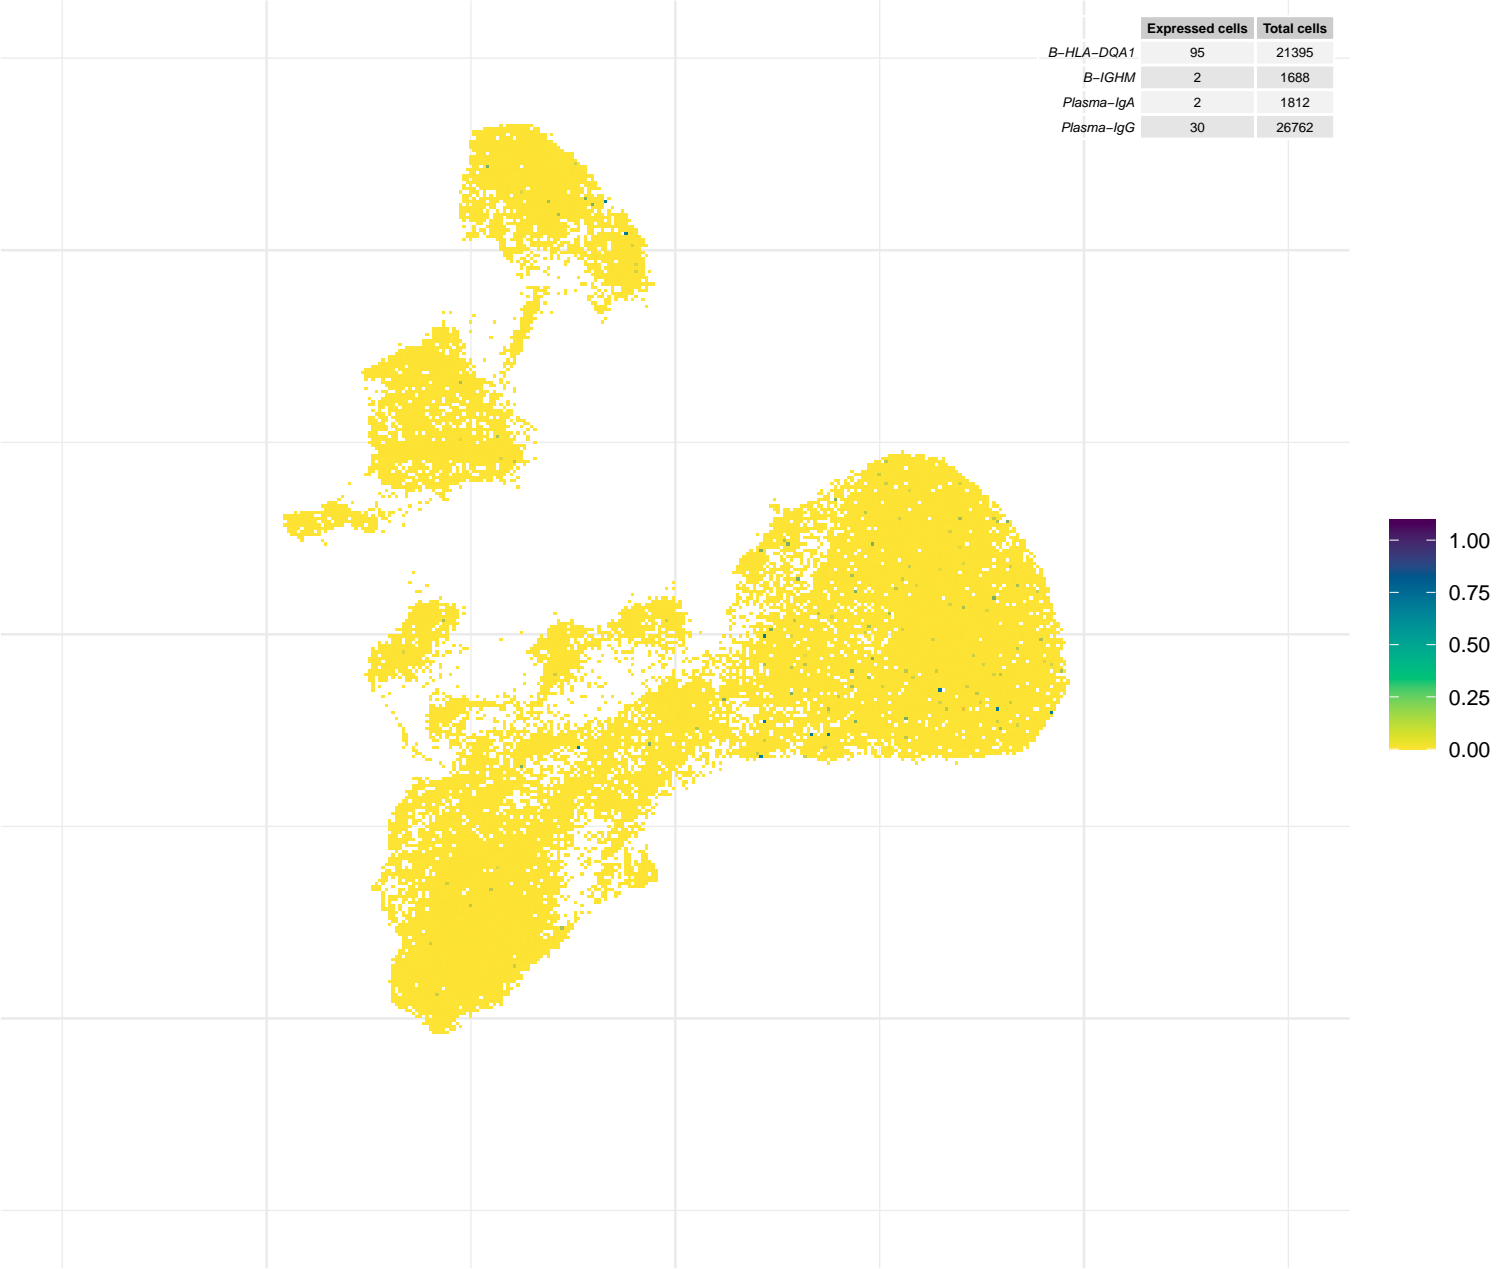 Expressed cells Total cells
B−HLA−DQA1 95 21395
B−IGHM 2 1688
Plasma−IgA 2 1812
Plasma−IgG 30 26762
1.00
0.75
0.50
0.25
0.00